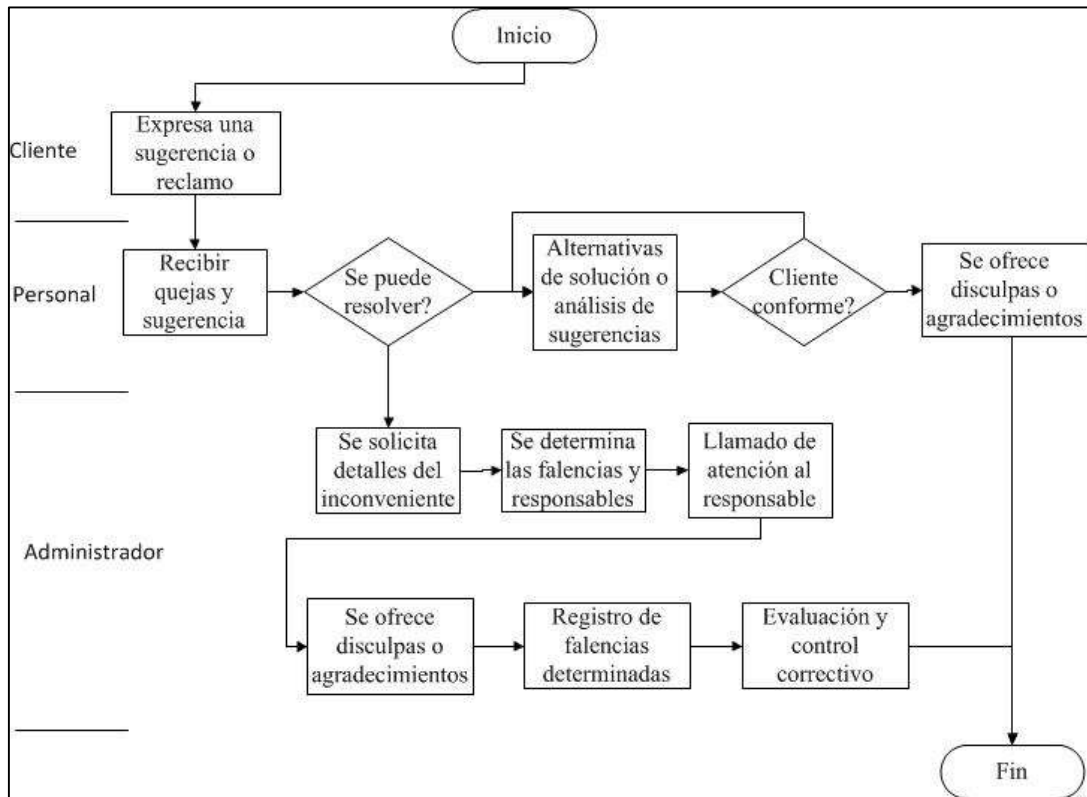 Inicio
Cliente
Expresa una
sugerencia o
reclamo
Personal
Recibir
quejas y
sugerencia
Se puede
resolver?
Alternativas
de solución o
análisis de
sugerencias
Cliente
conforme?
Se ofrece
disculpas o
agradecimientos
Administrador
Se solicita
detalles del
inconveniente
Se determina
las falencias y
responsables
Llamado de
atención al
responsable
Se ofrece
disculpas o
agradecimientos
Registro de
falencias
determinadas
Evaluación y
control
correctivo
Fin